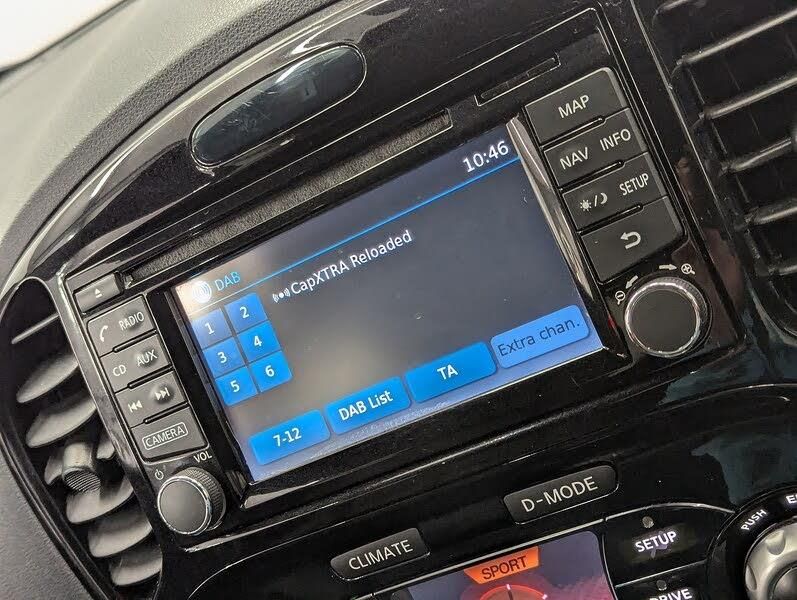 10:46
DAB
CapXTRA Reloaded
1 2
3 4
5 6
7-12
DAB List
TA
Extra chan.
MAP
NAV INFO
SETUP
RADIO
CD AUX
CAMERA
VOL
D-MODE
CLIMATE
SPORT
SETUP
PUSH
DRIVE